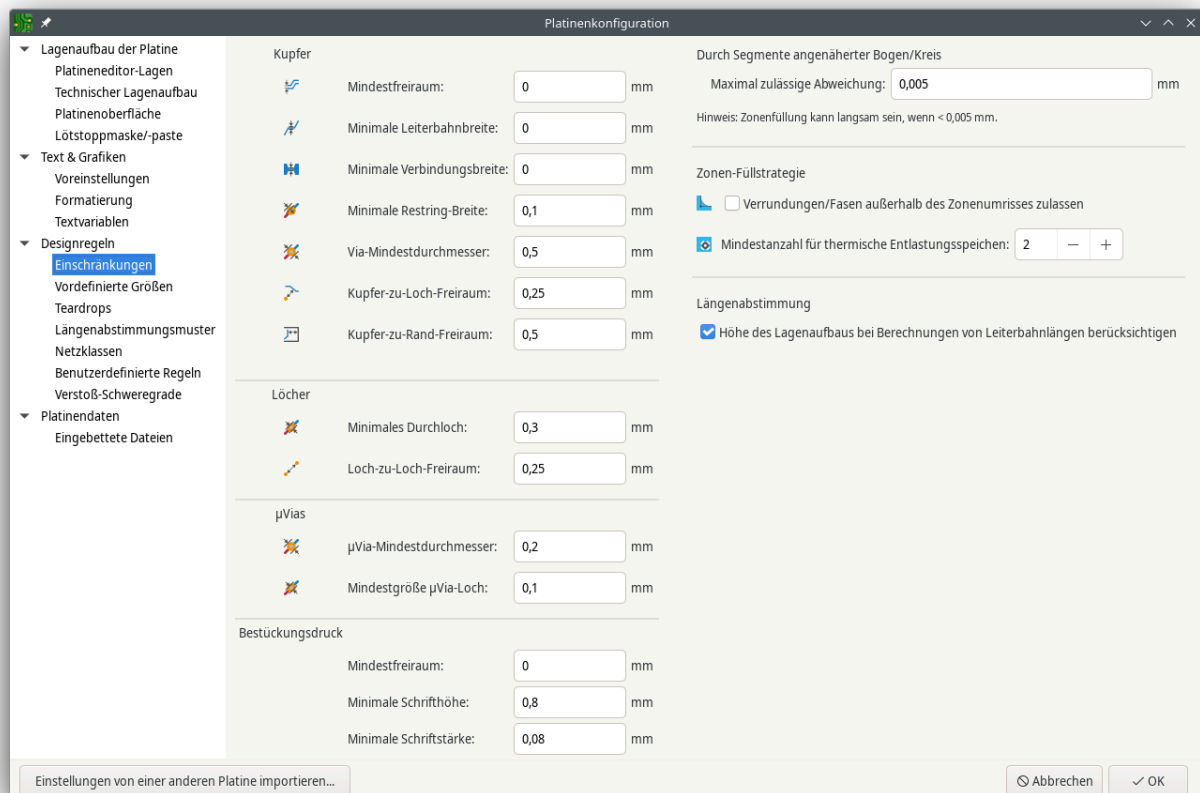 Platinenkonfiguration
Lagenaufbau der Platine
Platineneditor-Lagen
Technischer Lagenaufbau
Platinenoberfläche
Lötstoppmaske/-paste
Text & Grafiken
Voreinstellungen
Formatierung
Textvariablen
Designregeln
Einschränkungen
Vordefinierte Größen
Teardrops
Längenabstimmungsmuster
Netzklassen
Benutzerdefinierte Regeln
Verstoß-Schweregrade
Platinendaten
Eingebettete Dateien
Kupfer
Mindestfreiraum: 0 mm
Minimale Leiterbahnbreite: 0 mm
Minimale Verbindungsbreite: 0 mm
Minimale Restring-Breite: 0,1 mm
Via-Mindestdurchmesser: 0,5 mm
Kupfer-zu-Loch-Freiraum: 0,25 mm
Kupfer-zu-Rand-Freiraum: 0,5 mm
Löcher
Minimales Durchloch: 0,3 mm
Loch-zu-Loch-Freiraum: 0,25 mm
µVias
µVia-Mindestdurchmesser: 0,2 mm
Mindestgröße µVia-Loch: 0,1 mm
Bestückungsdruck
Mindestfreiraum: 0 mm
Minimale Schrifthöhe: 0,8 mm
Minimale Schriftstärke: 0,08 mm
Durch Segmente angenäherter Bogen/Kreis
Maximal zulässige Abweichung: 0,005 mm
Hinweis: Zonenfüllung kann langsam sein, wenn < 0,005 mm.
Zonen-Füllstrategie
Verrundungen/Fasen außerhalb des Zonenumrisses zulassen
Mindestanzahl für thermische Entlastungsspeichen: 2 − +
Längenabstimmung
Höhe des Lagenaufbaus bei Berechnungen von Leiterbahnlängen berücksichtigen
Einstellungen von einer anderen Platine importieren...
Abbrechen
OK